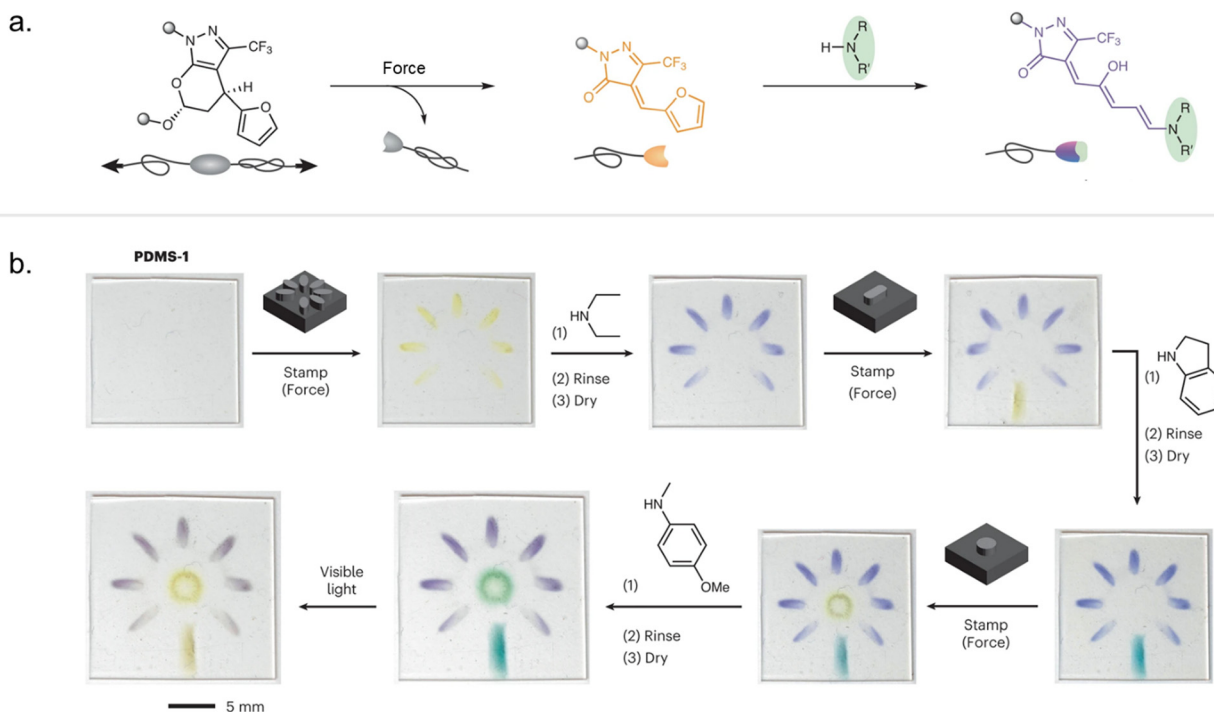 a.
N
N
CF₃
O
H
O
O
Force
N
N
CF₃
O
O
H–N
R
R'
N
N
CF₃
O
OH
R
N
R'
b.
PDMS-1
Stamp
(Force)
HN
(1)
(2) Rinse
(3) Dry
Stamp
(Force)
HN
(1)
(2) Rinse
(3) Dry
Visible
light
HN
(1)
OMe
(2) Rinse
(3) Dry
Stamp
(Force)
5 mm